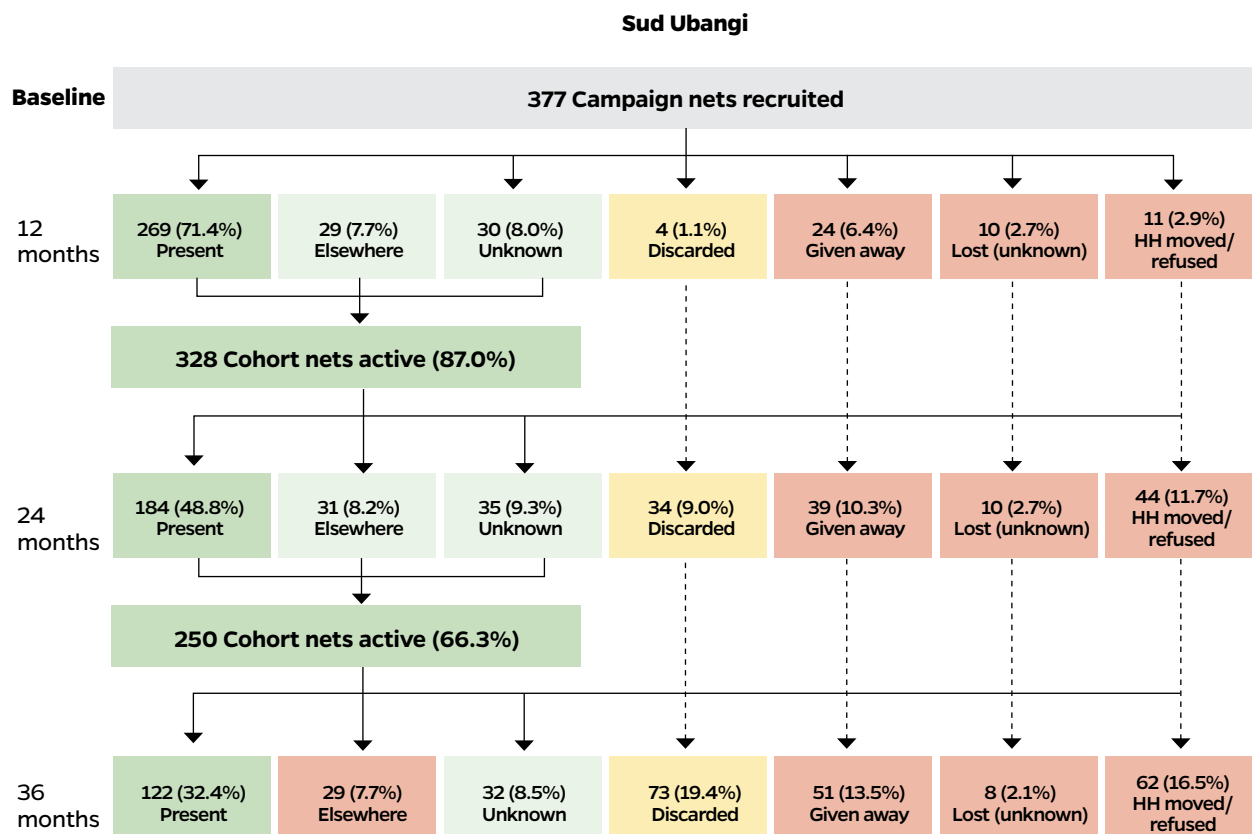 Sud Ubangi
Baseline
377 Campaign nets recruited
12
months
269 (71.4%)
Present
29 (7.7%)
Elsewhere
30 (8.0%)
Unknown
4 (1.1%)
Discarded
24 (6.4%)
Given away
10 (2.7%)
Lost (unknown)
11 (2.9%)
HH moved/
refused
328 Cohort nets active (87.0%)
24
months
184 (48.8%)
Present
31 (8.2%)
Elsewhere
35 (9.3%)
Unknown
34 (9.0%)
Discarded
39 (10.3%)
Given away
10 (2.7%)
Lost (unknown)
44 (11.7%)
HH moved/
refused
250 Cohort nets active (66.3%)
36
months
122 (32.4%)
Present
29 (7.7%)
Elsewhere
32 (8.5%)
Unknown
73 (19.4%)
Discarded
51 (13.5%)
Given away
8 (2.1%)
Lost (unknown)
62 (16.5%)
HH moved/
refused